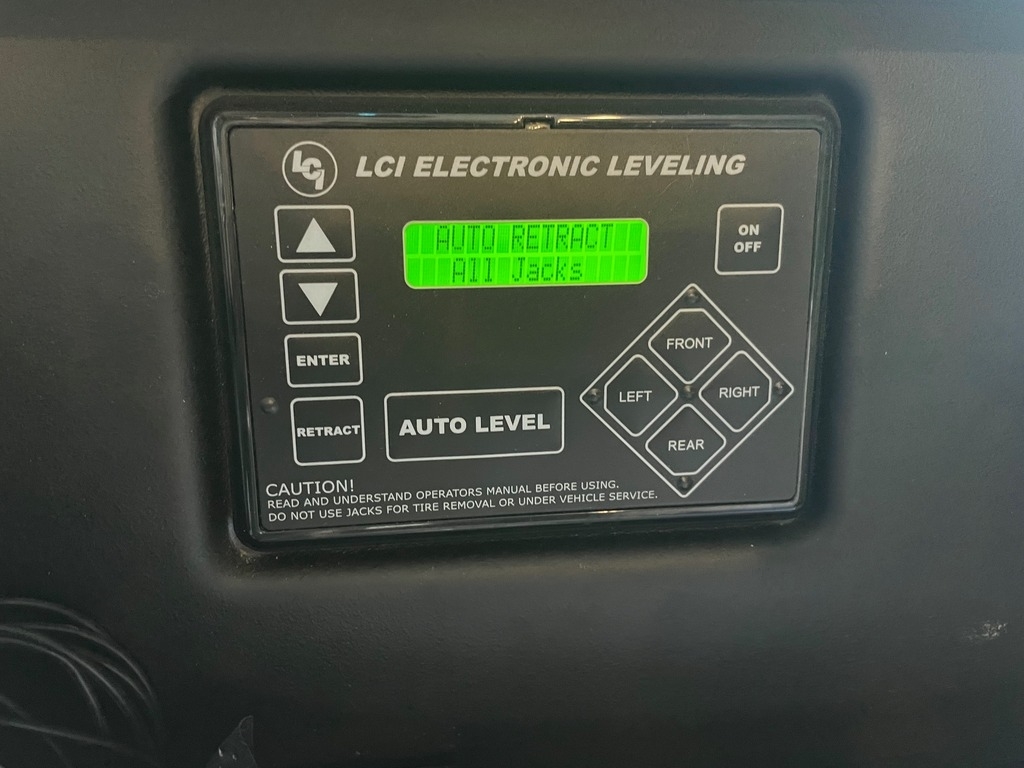 LCI
LCI ELECTRONIC LEVELING
AUTO RETRACT
All Jacks
ON
OFF
ENTER
RETRACT
AUTO LEVEL
FRONT
LEFT
RIGHT
REAR
CAUTION!
READ AND UNDERSTAND OPERATORS MANUAL BEFORE USING.
DO NOT USE JACKS FOR TIRE REMOVAL OR UNDER VEHICLE SERVICE.